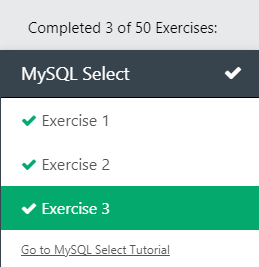 Completed 3 of 50 Exercises:
MySQL Select
Exercise 1
Exercise 2
Exercise 3
Go to MySQL Select Tutorial